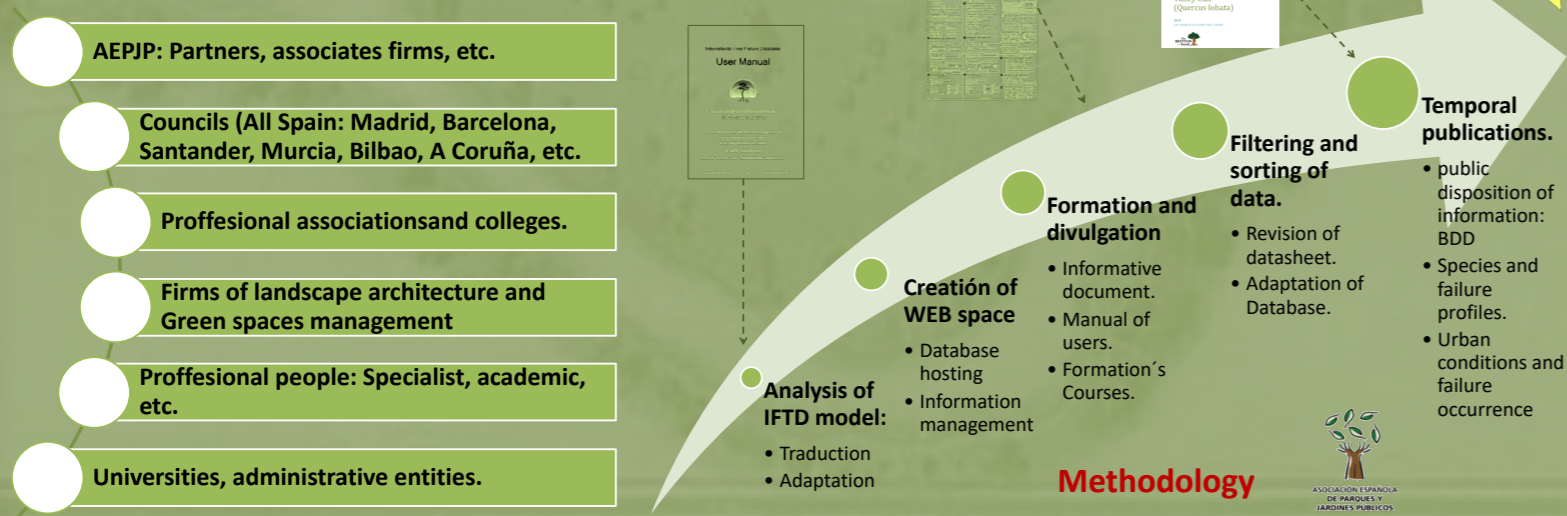 AEPJP: Partners, associates firms, etc.
Councils (All Spain: Madrid, Barcelona,
Santander, Murcia, Bilbao, A Coruña, etc.
Proffesional associationsand colleges.
Firms of landscape architecture and
Green spaces management
Proffesional people: Specialist, academic,
etc.
Universities, administrative entities.
International Tree Failure Database
User Manual
(Quercus lobata)
Analysis of
IFTD model:
• Traduction
• Adaptation
Creatión of
WEB space
• Database
hosting
• Information
management
Formation and
divulgation
• Informative
document.
• Manual of
users.
• Formation´s
Courses.
Filtering and
sorting of
data.
• Revision of
datasheet.
• Adaptation of
Database.
Temporal
publications.
• public
disposition of
information:
BDD
• Species and
failure
profiles.
• Urban
conditions and
failure
occurrence
Methodology
ASOCIACIÓN ESPAÑOLA
DE PARQUES Y
JARDINES PÚBLICOS